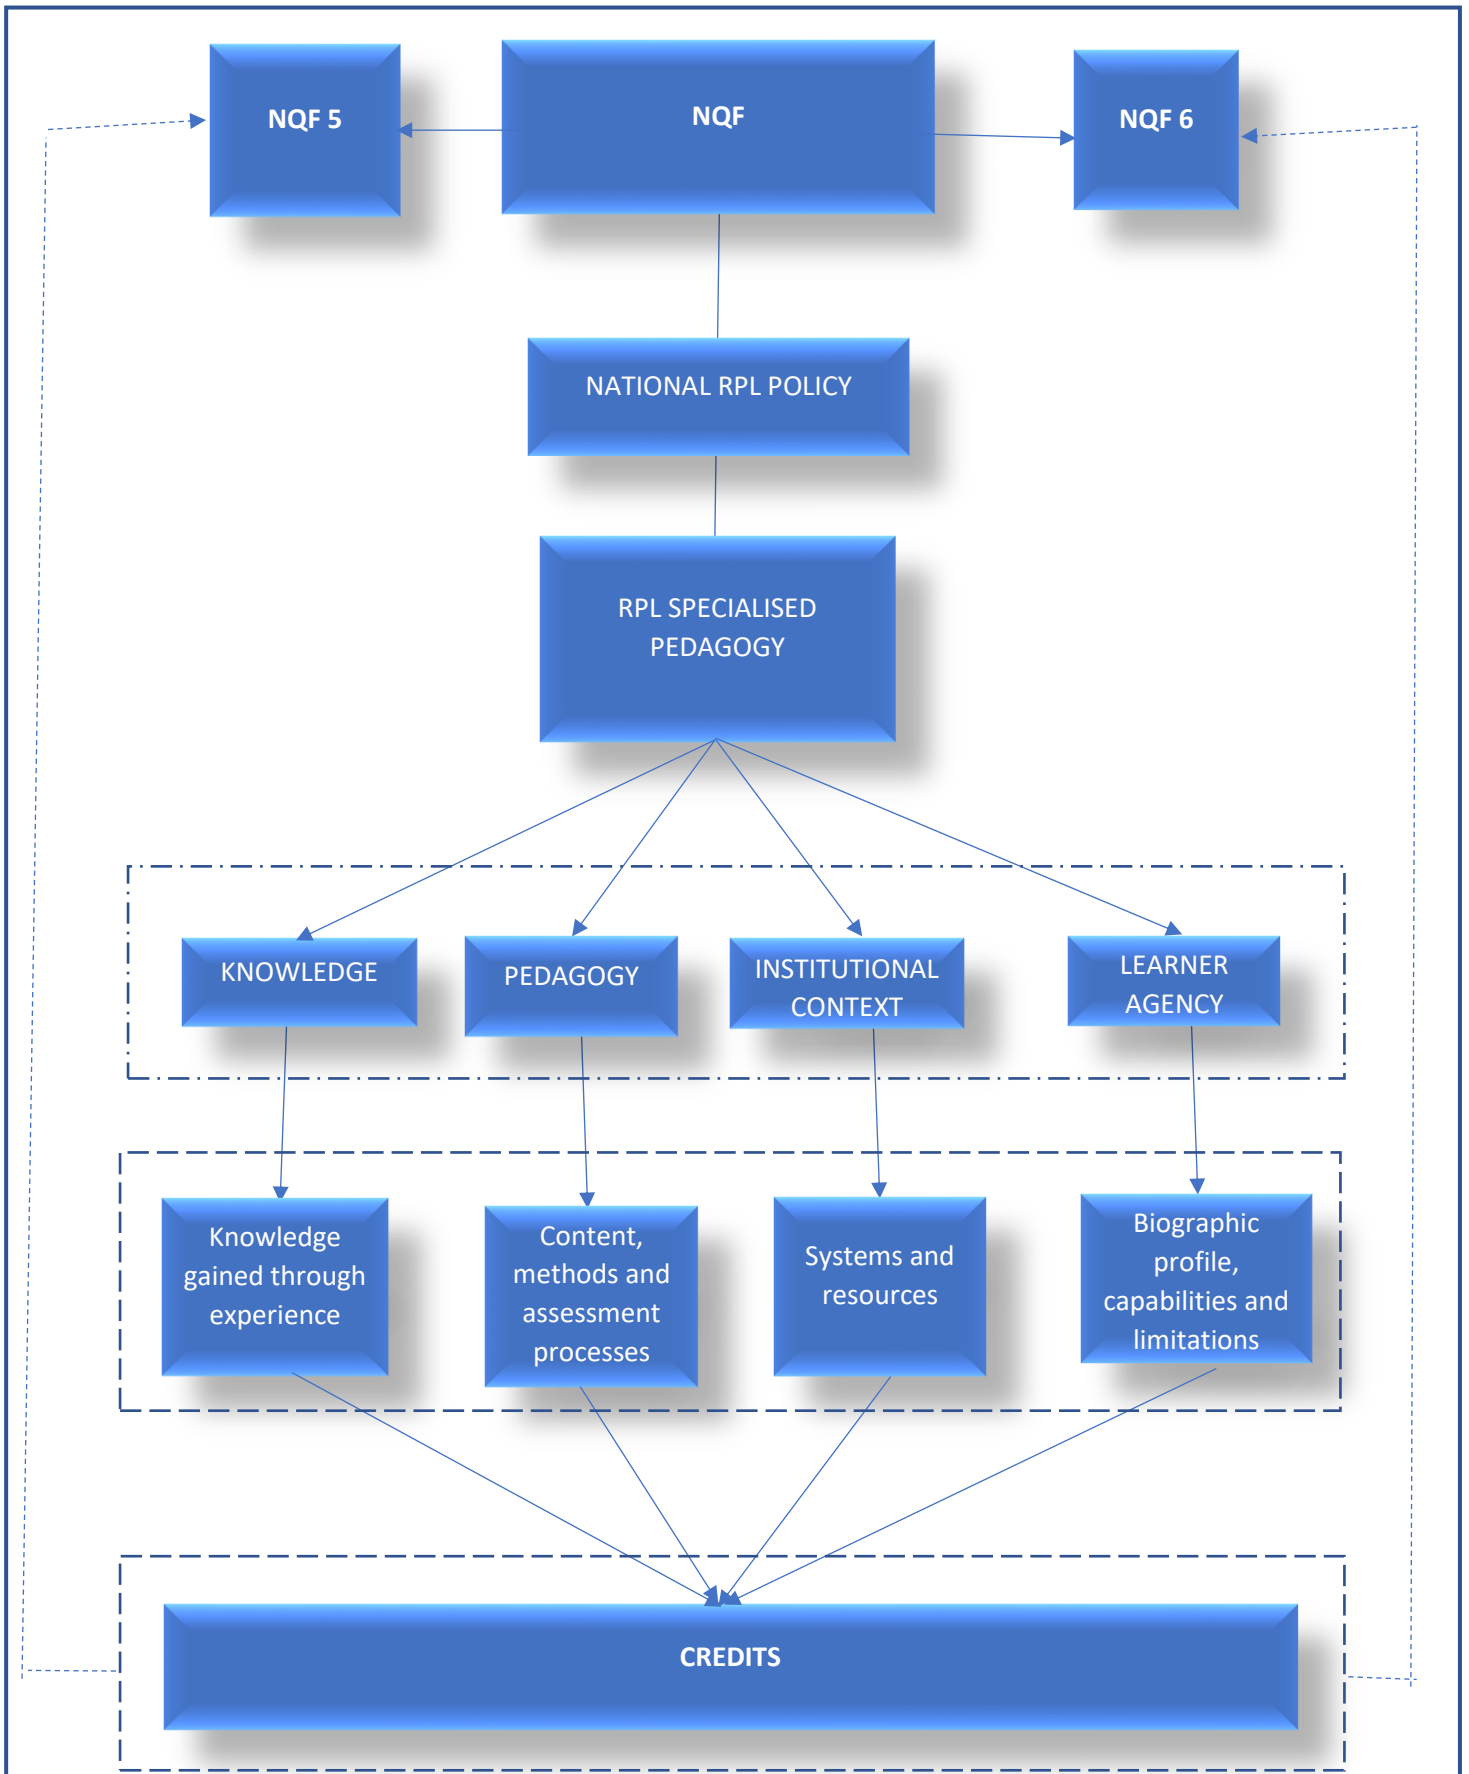 NQF 5
NQF
NQF 6
NATIONAL RPL POLICY
RPL SPECIALISED
PEDAGOGY
KNOWLEDGE
PEDAGOGY
INSTITUTIONAL
CONTEXT
LEARNER
AGENCY
Knowledge
gained through
experience
Content,
methods and
assessment
processes
Systems and
resources
Biographic
profile,
capabilities and
limitations
CREDITS